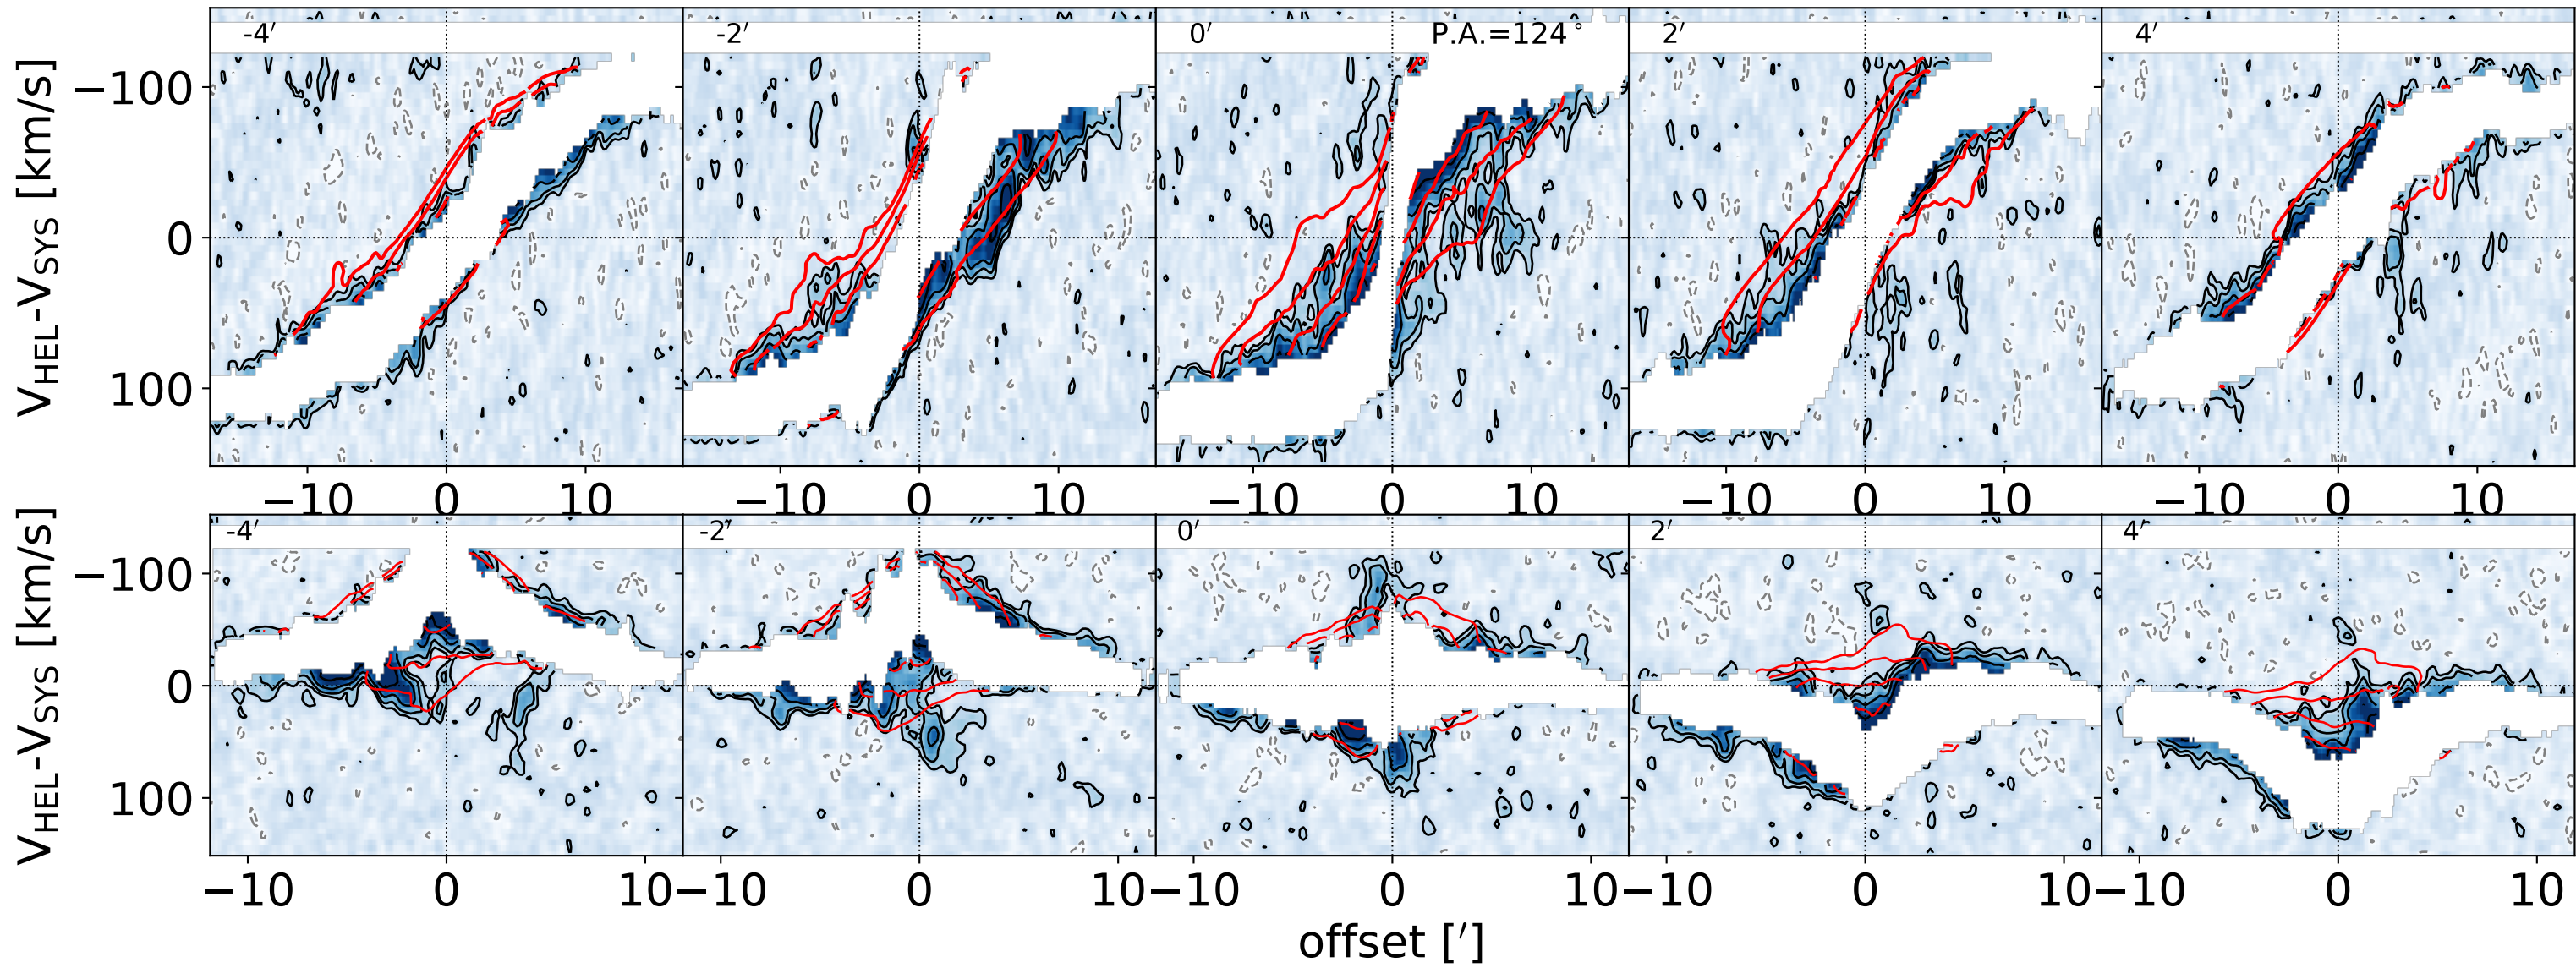 -4′ -2′ 0′ P.A.=124° 2′ 4′
V_HEL-V_SYS [km/s]
−100
0
100
−10 0 10 −10 0 10 −10 0 10 −10 0 10 −10 0 10
-4′ -2′ 0′ 2′ 4′
V_HEL-V_SYS [km/s]
−100
0
100
−10 0 10 −10 0 10 −10 0 10 −10 0 10 −10 0 10
offset [′]